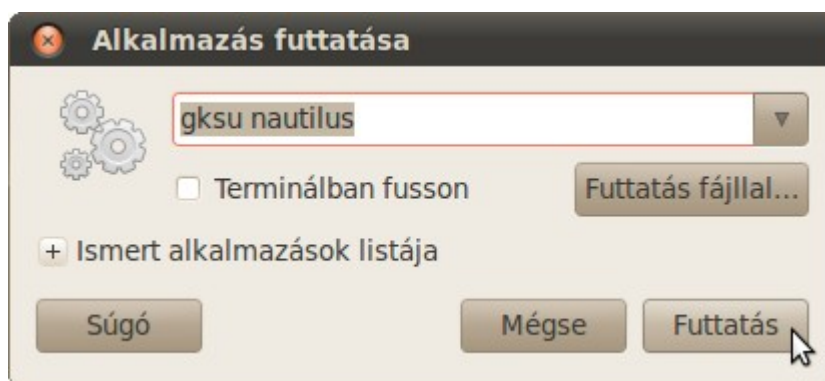 Alkalmazás futtatása
gksu nautilus
Terminálban fusson
Futtatás fájllal...
Ismert alkalmazások listája
Súgó
Mégse
Futtatás